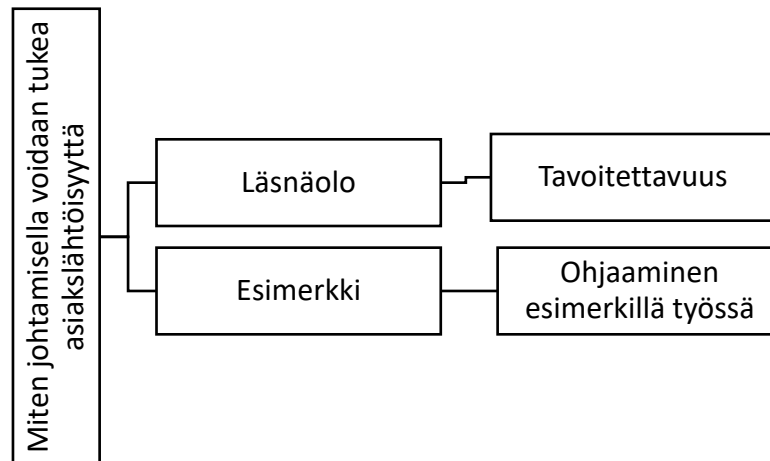 Miten johtamisella voidaan tukea
asiakslähtöisyyttä
Läsnäolo
Tavoitettavuus
Esimerkki
Ohjaaminen
esimerkillä työssä